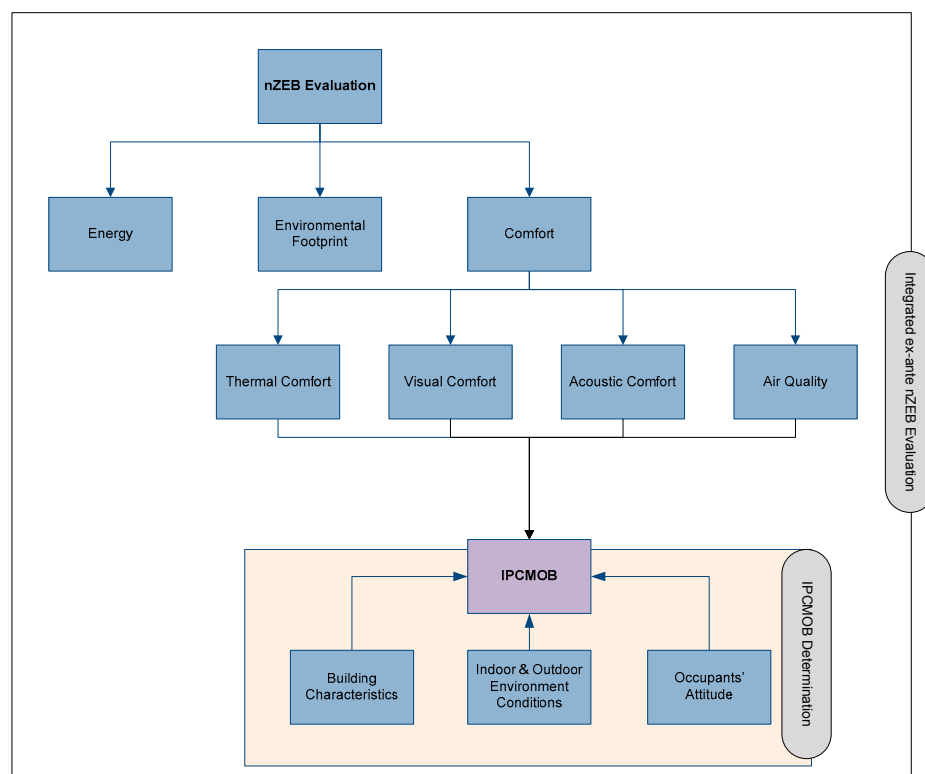 nZEB Evaluation
Energy
Environmental
Footprint
Comfort
Thermal Comfort
Visual Comfort
Acoustic Comfort
Air Quality
Integrated ex-ante nZEB Evaluation
IPCMOB
IPCMOB Determination
Building
Characteristics
Indoor & Outdoor
Environment
Conditions
Occupants’
Attitude